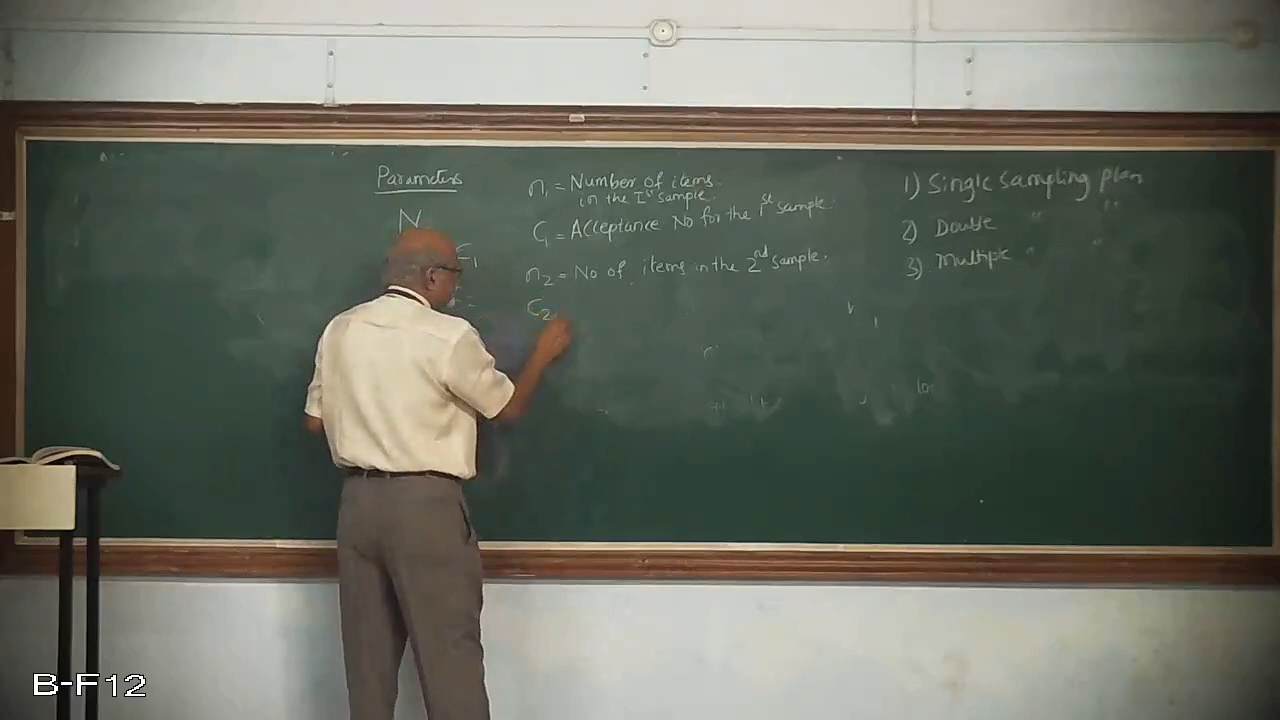 Parameters
N
n₁ = Number of items
in the Iˢᵗ Sample.
C₁ = Acceptance No for the 1ˢᵗ Sample.
n₂ = No of items in the 2ⁿᵈ Sample.
C₂
1) Single Sampling Plan
2) Double " "
3) Multiple " "
B-F12